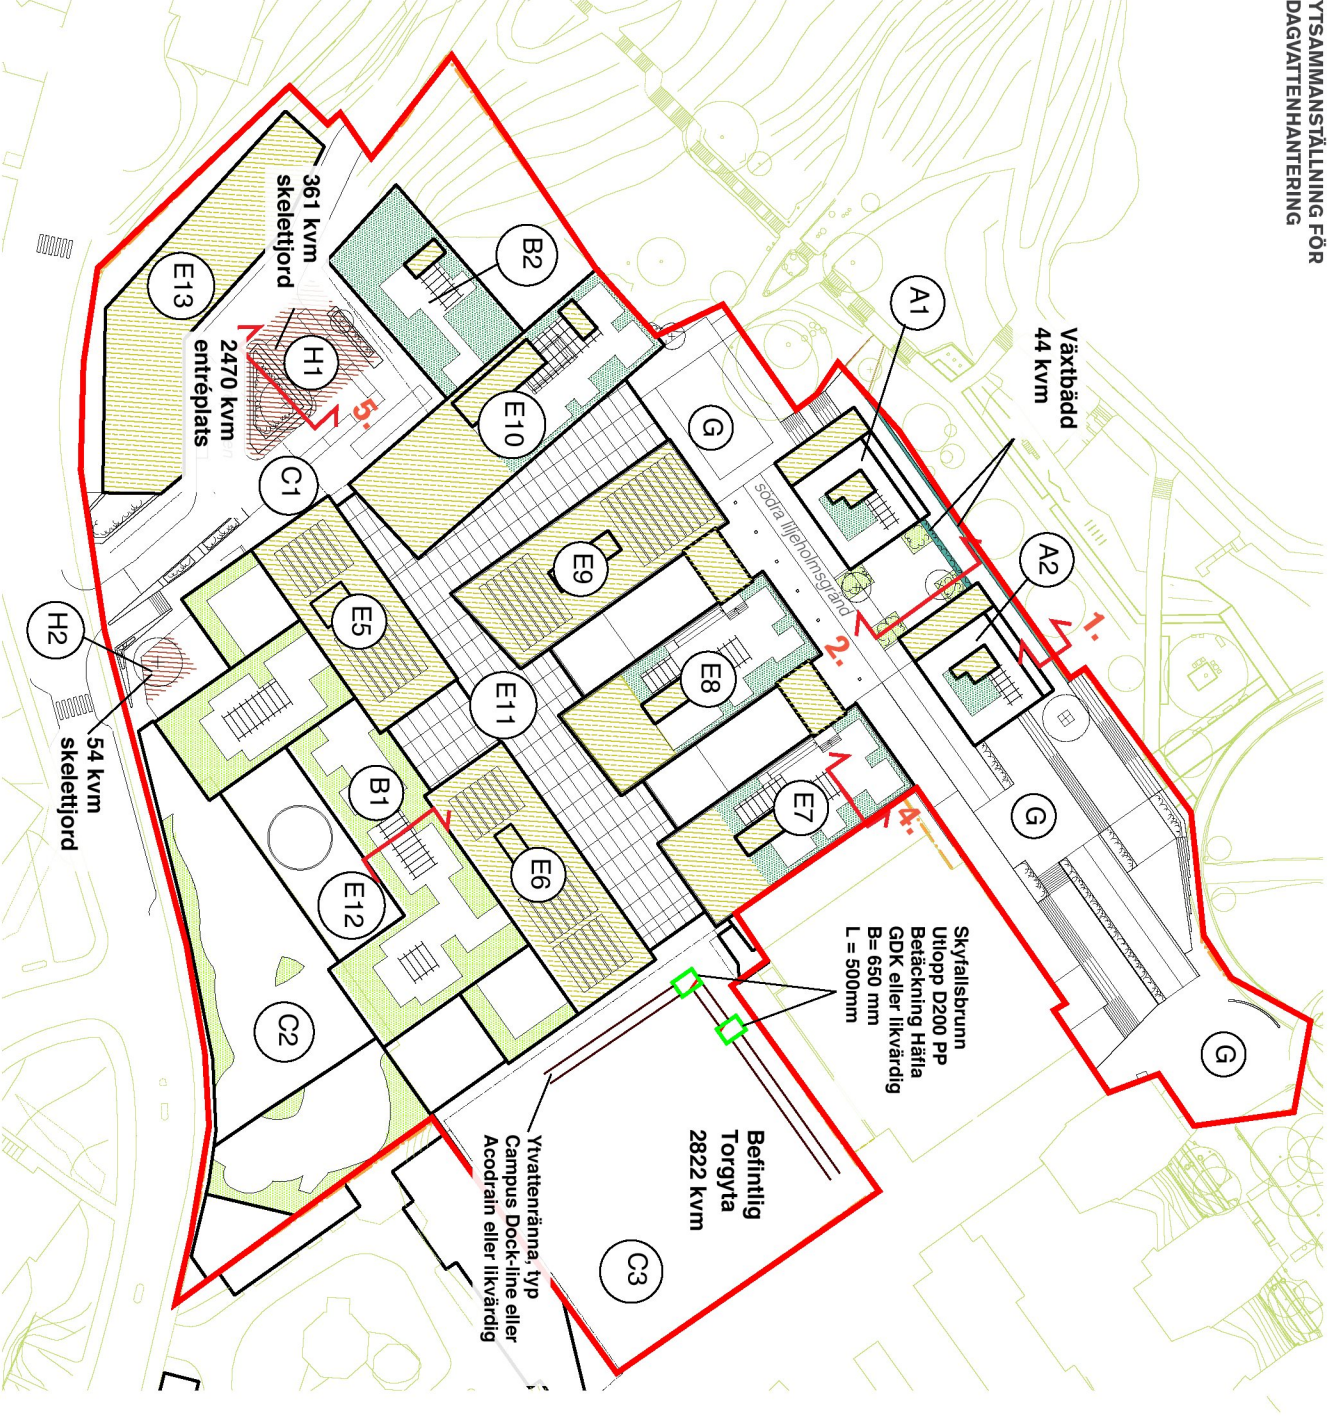 YTSAMMANSTÄLLNING FÖR
DAGVATTENHANTERING
Växtbädd
44 kvm
A1
A2
1.
2.
södra liljeholmsgränd
G
G
G
B2
361 kvm
skelettjord
E13
H1
2470 kvm
entréplats
5.
E10
C1
E9
E5
E8
E11
E7
4.
H2
54 kvm
skelettjord
B1
E6
E12
C2
Skyfallsbrunn
Utlopp D200 PP
Betäckning Häfla
GDK eller likvärdig
B= 650 mm
L = 500mm
Befintlig
Torgyta
2822 kvm
Ytvattenränna, typ
Campus Dock-line eller
Acodrain eller likvärdig
C3